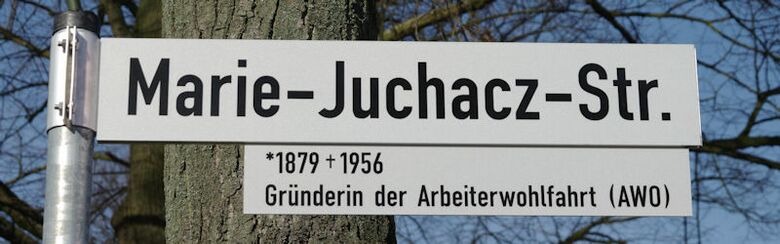 Marie-Juchacz-Str.
*1879 †1956
Gründerin der Arbeiterwohlfahrt (AWO)